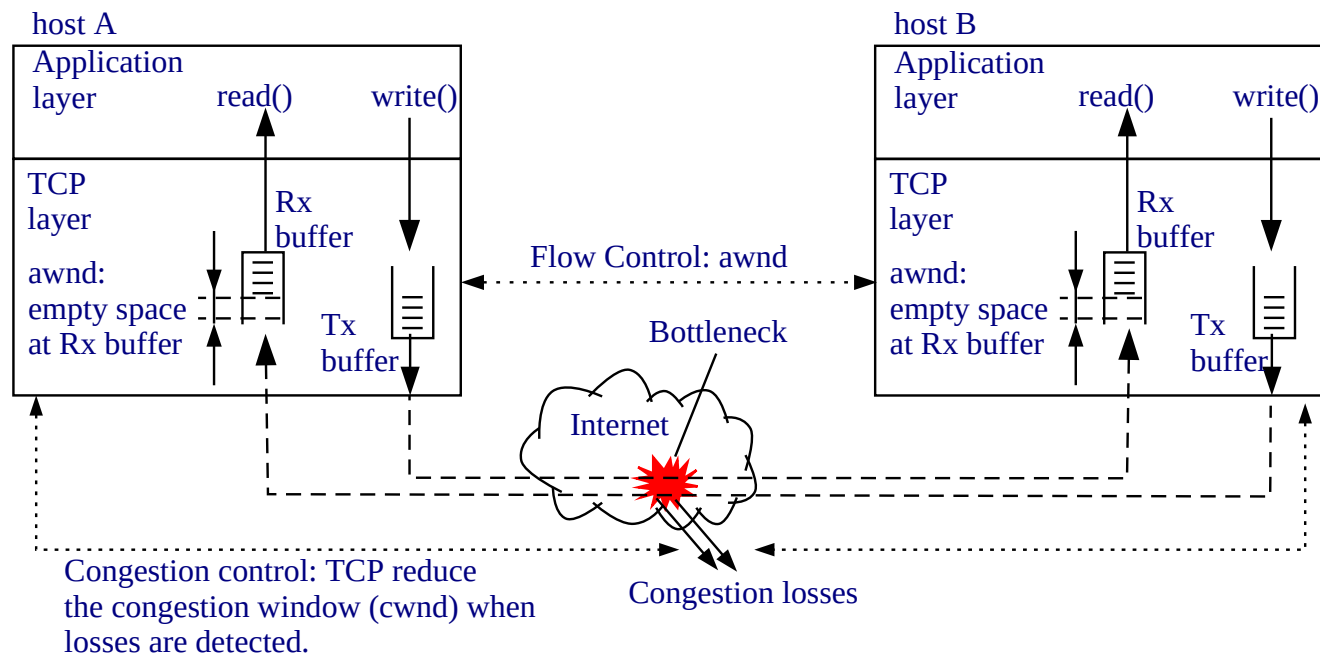 host A
Application
layer
read()
write()
TCP
layer
Rx
buffer
awnd:
empty space
at Rx buffer
Tx
buffer
Flow Control: awnd
Bottleneck
Internet
host B
Application
layer
read()
write()
TCP
layer
Rx
buffer
awnd:
empty space
at Rx buffer
Tx
buffer
Congestion control: TCP reduce
the congestion window (cwnd) when
losses are detected.
Congestion losses